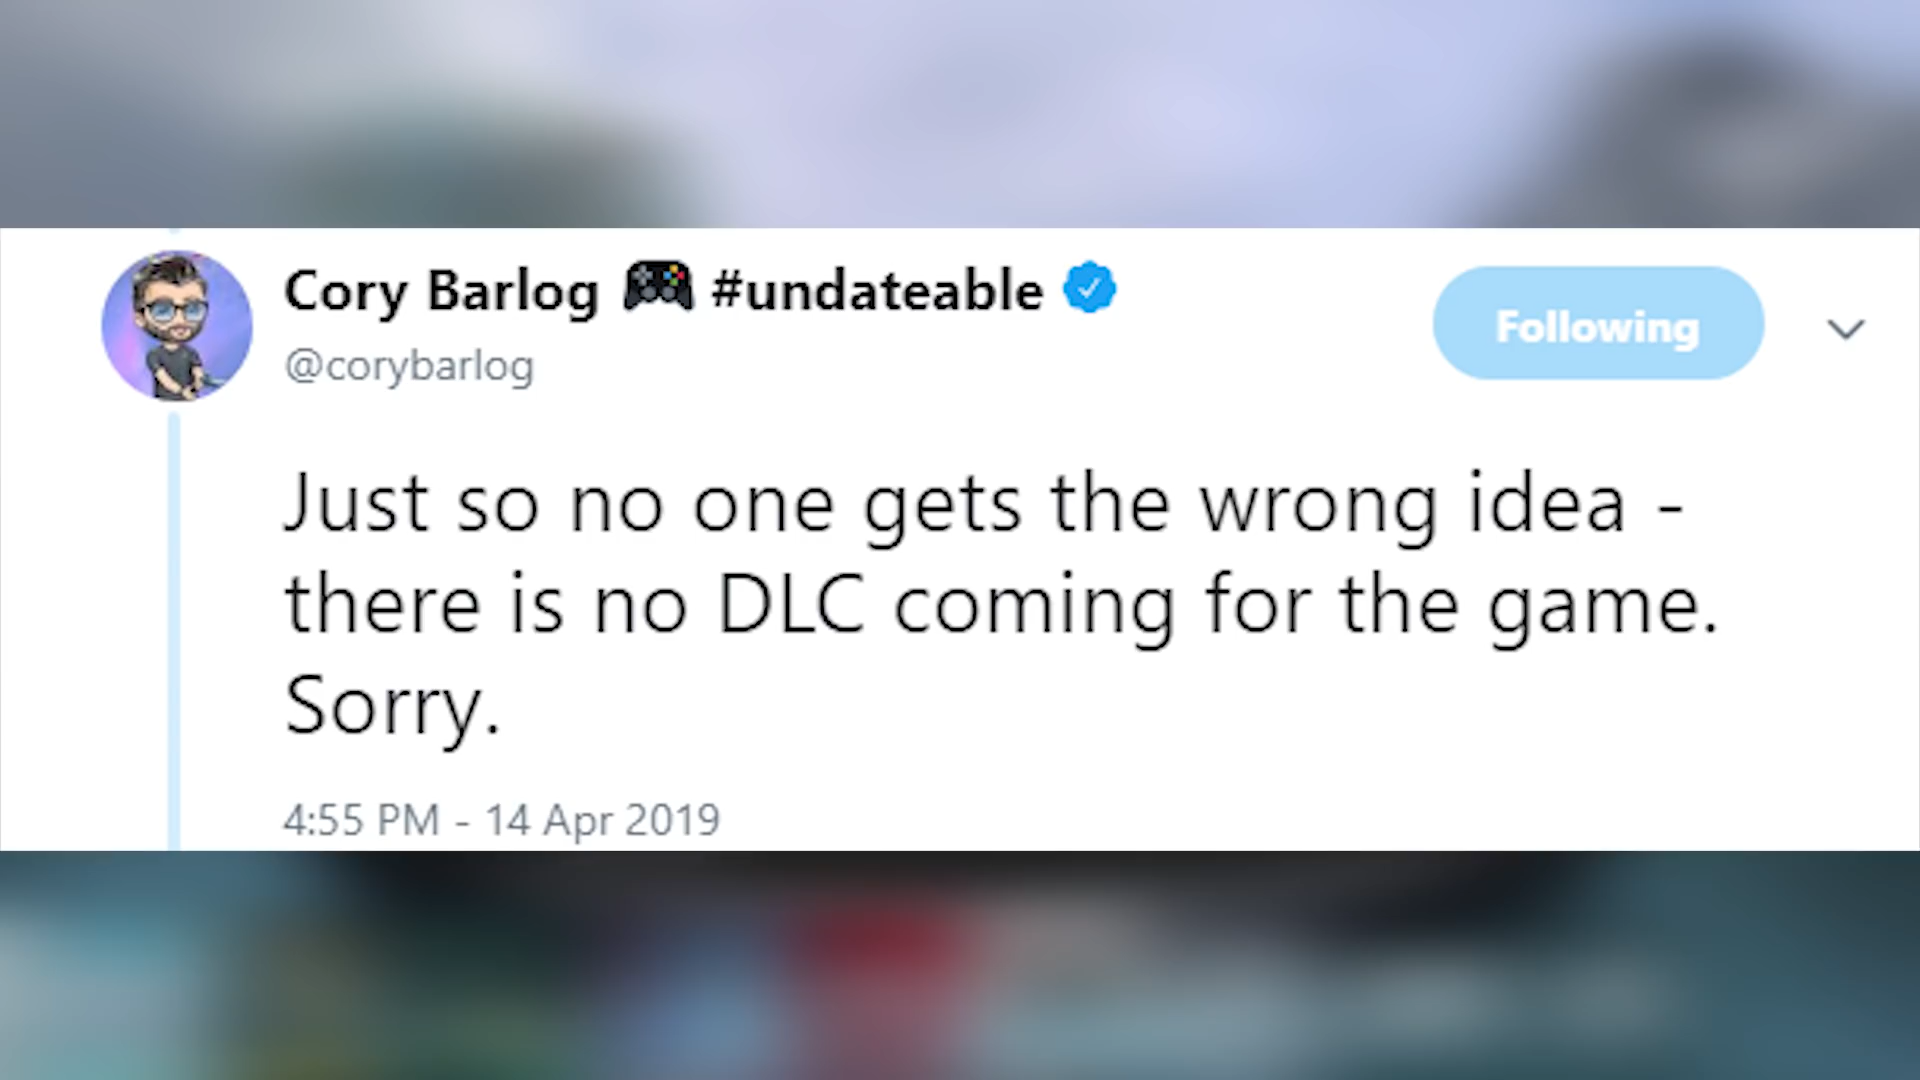 Cory Barlog 🎮 #undateable
@corybarlog
Following
Just so no one gets the wrong idea -
there is no DLC coming for the game.
Sorry.
4:55 PM - 14 Apr 2019